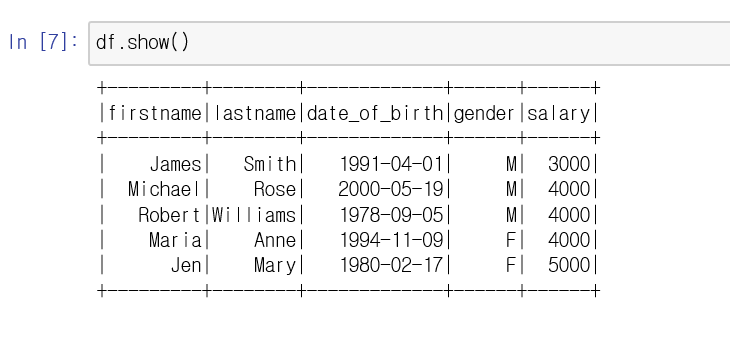 In [7]: df.show()
+---------+--------+-------------+------+------+
|firstname|lastname|date_of_birth|gender|salary|
+---------+--------+-------------+------+------+
|    James|   Smith|   1991-04-01|     M|  3000|
|  Michael|    Rose|   2000-05-19|     M|  4000|
|   Robert|Williams|   1978-09-05|     M|  4000|
|    Maria|    Anne|   1994-11-09|     F|  4000|
|      Jen|    Mary|   1980-02-17|     F|  5000|
+---------+--------+-------------+------+------+